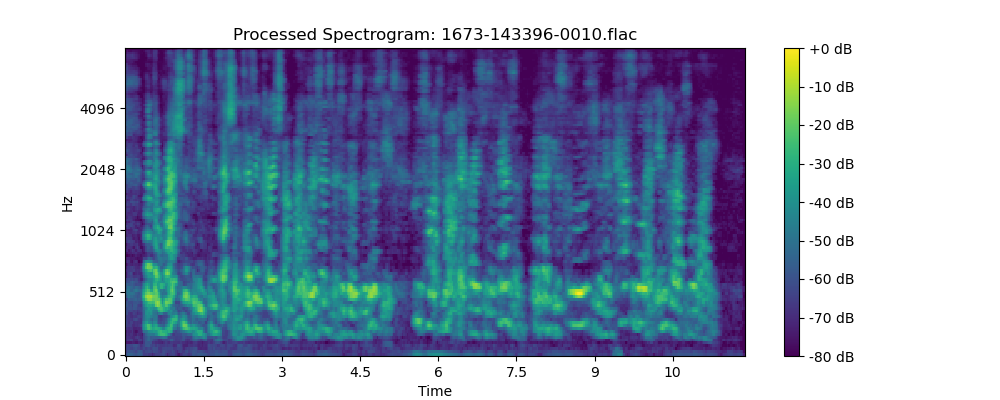 Processed Spectrogram: 1673-143396-0010.flac
Hz
4096
2048
1024
512
0
0 1.5 3 4.5 6 7.5 9 10
Time
+0 dB
-10 dB
-20 dB
-30 dB
-40 dB
-50 dB
-60 dB
-70 dB
-80 dB